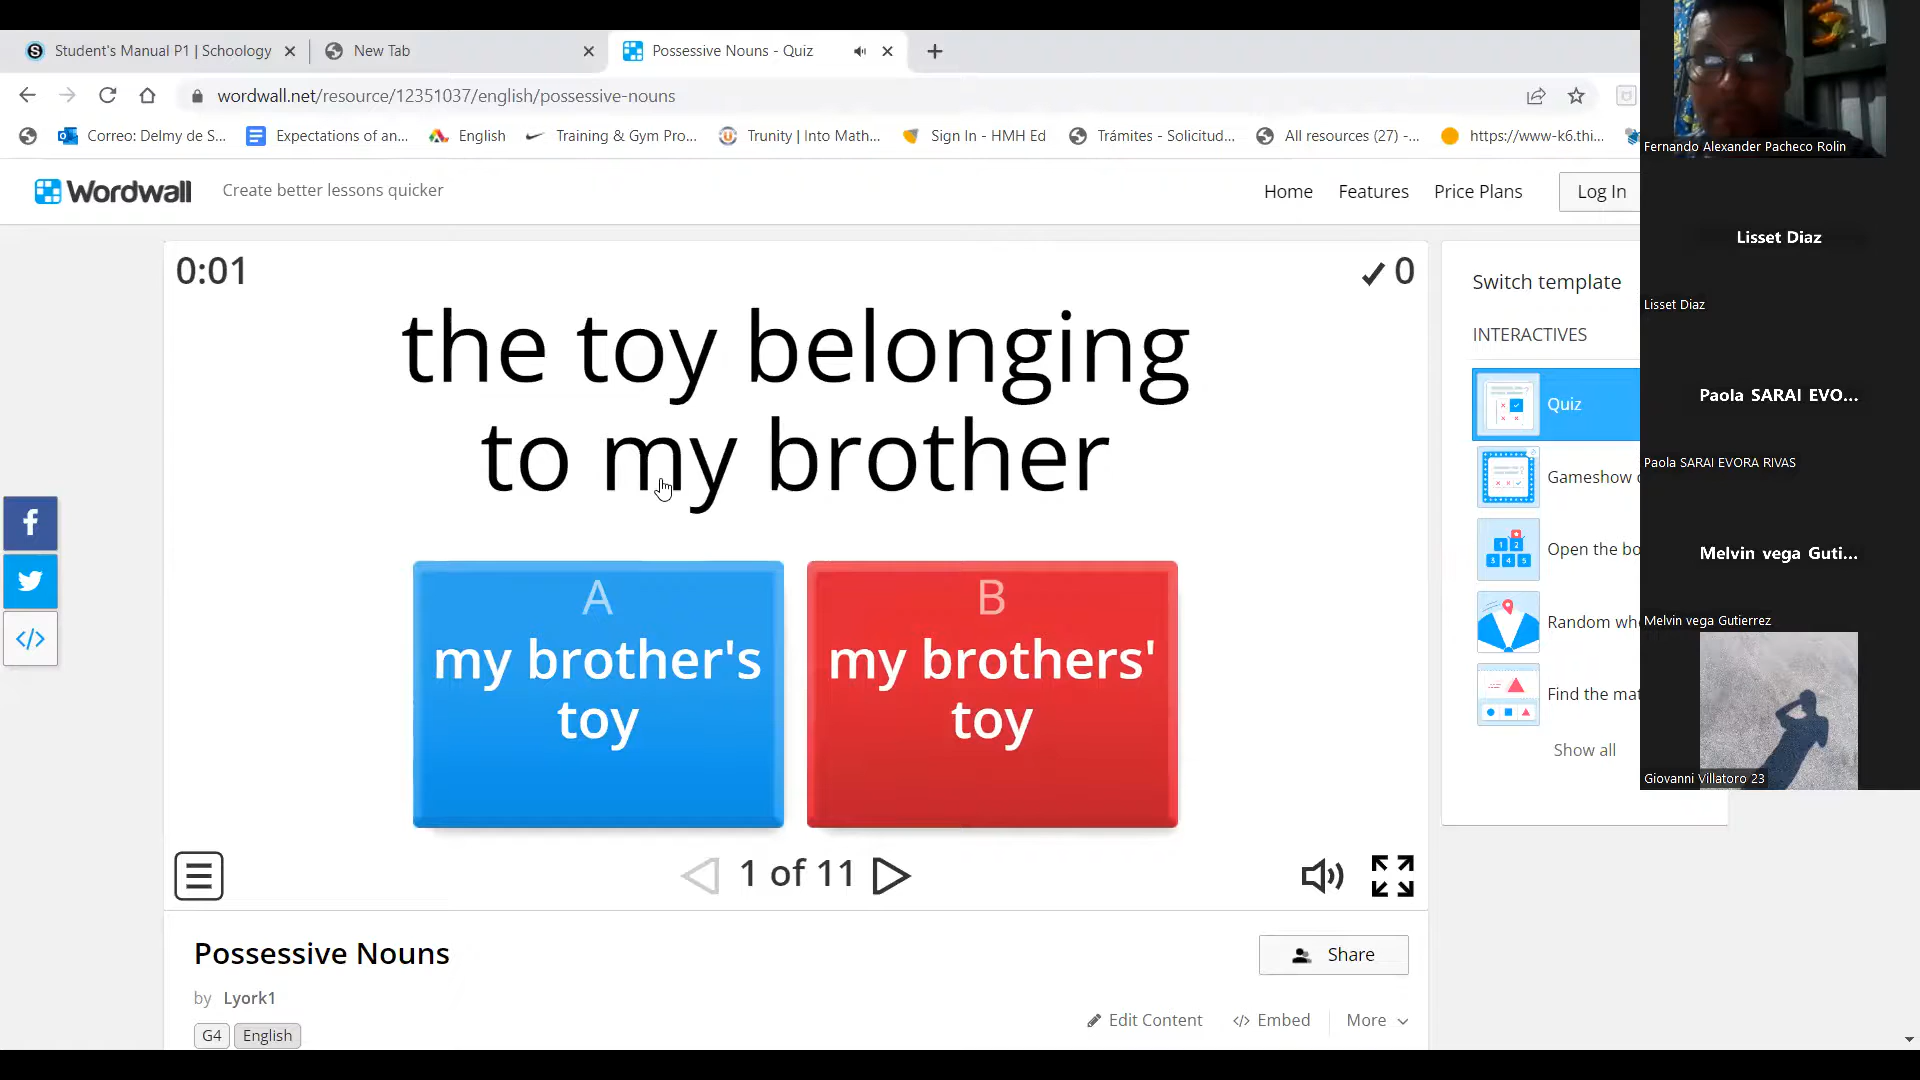 Student's Manual P1 | Schoology
New Tab
Possessive Nouns - Quiz
wordwall.net/resource/12351037/english/possessive-nouns
Correo: Delmy de S...
Expectations of an...
English
Training & Gym Pro...
Trunity | Into Math...
Sign In - HMH Ed
Trámites - Solicitud...
All resources (27) -...
https://www-k6.thi...
Wordwall
Create better lessons quicker
Home
Features
Price Plans
Log In
0:01
0
the toy belonging
to my brother
A
my brother's
toy
B
my brothers'
toy
1 of 11
Possessive Nouns
by Lyork1
G4
English
Share
Edit Content
</> Embed
More
Switch template
INTERACTIVES
Quiz
Gameshow
Open the bo
Random wh
Find the mat
Show all
Fernando Alexander Pacheco Rolin
Lisset Diaz
Lisset Diaz
Paola SARAI EVO...
Paola SARAI EVORA RIVAS
Melvin vega Guti...
Melvin vega Gutierrez
Giovanni Villatoro 23